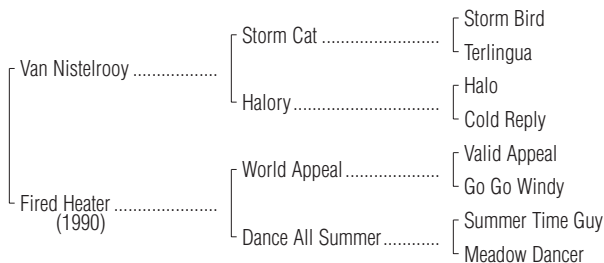 Storm Bird
Storm Cat ........................
Terlingua
Van Nistelrooy .................
Halo
Halory .............................
Cold Reply
Valid Appeal
World Appeal ...................
Go Go Windy
Fired Heater .....................
(1990)
Summer Time Guy
Dance All Summer ............
Meadow Dancer